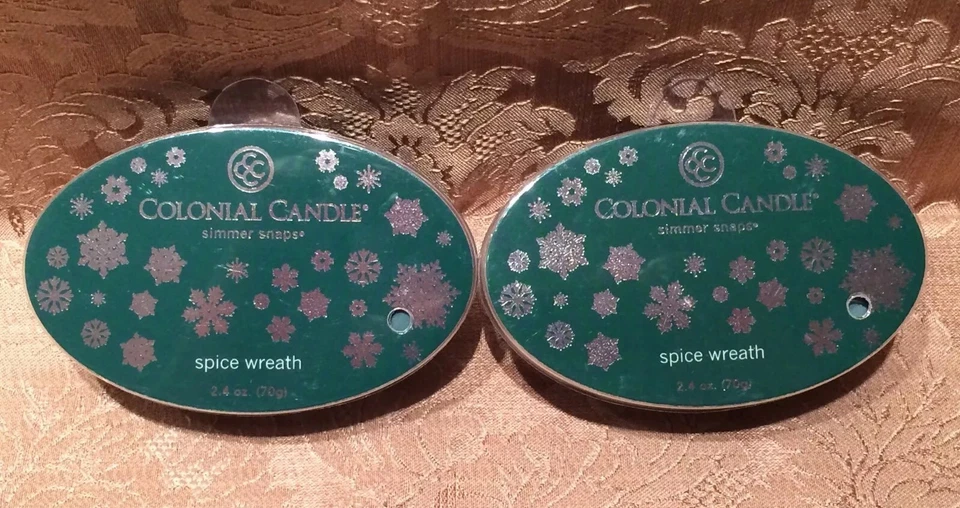 COLONIAL CANDLE®
simmer snaps®
spice wreath
2.4 oz. (70g)
COLONIAL CANDLE®
simmer snaps®
spice wreath
2.4 oz. (70g)